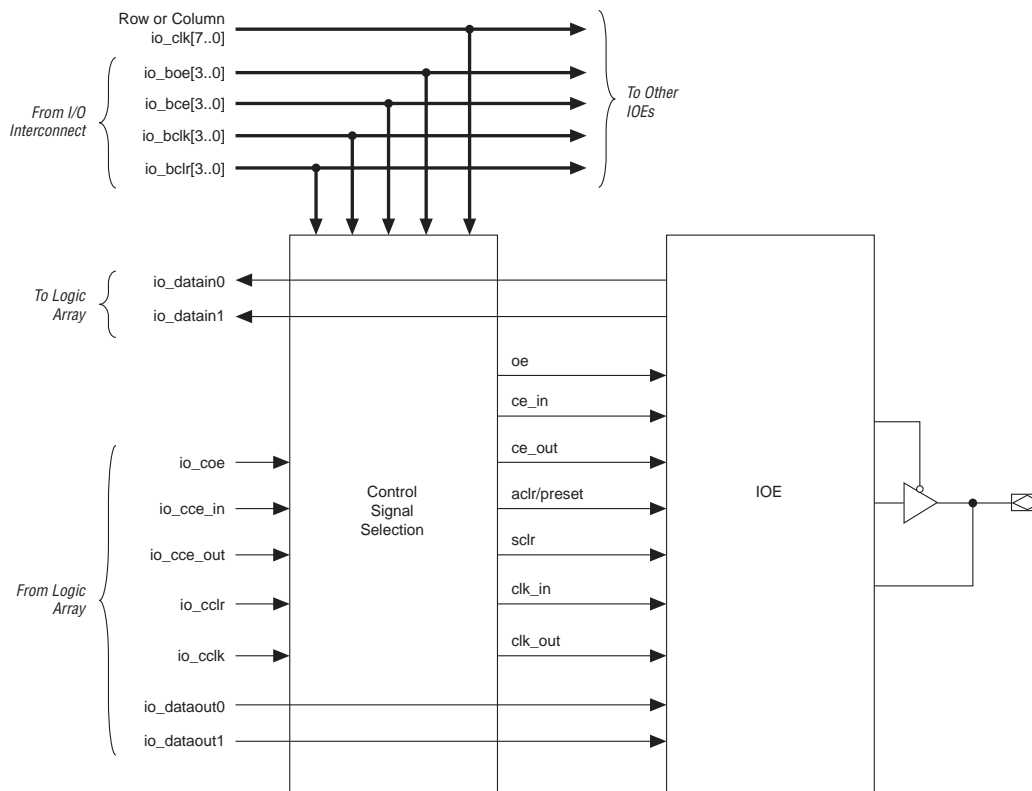 Row or Column
io_clk[7..0]
io_boe[3..0]
From I/O
Interconnect
io_bce[3..0]
io_bclk[3..0]
io_bclr[3..0]
To Other
IOEs
To Logic
Array
io_datain0
io_datain1
oe
ce_in
ce_out
aclr/preset
sclr
clk_in
clk_out
io_coe
io_cce_in
io_cce_out
io_cclr
io_cclk
io_dataout0
io_dataout1
From Logic
Array
Control
Signal
Selection
IOE